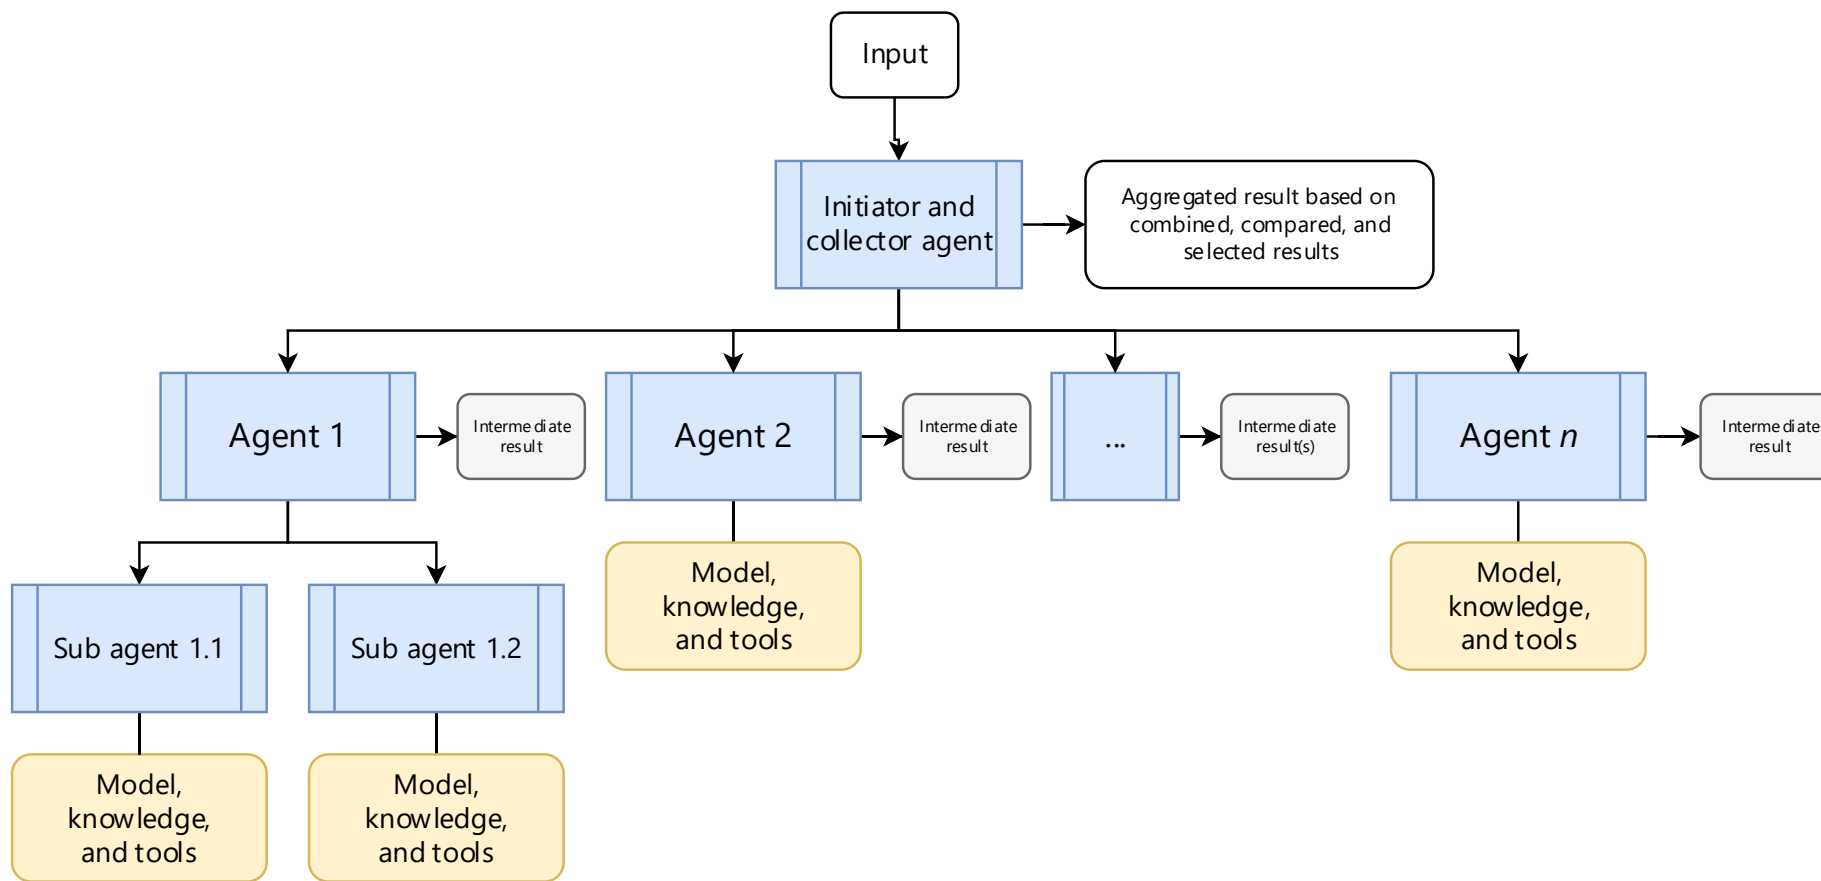 Input
Initiator and
collector agent
Aggregated result based on
combined, compared, and
selected results
Agent 1
Intermediate
result
Agent 2
Intermediate
result
...
Intermediate
result(s)
Agent n
Intermediate
result
Sub agent 1.1
Sub agent 1.2
Model,
knowledge,
and tools
Model,
knowledge,
and tools
Model,
knowledge,
and tools
Model,
knowledge,
and tools